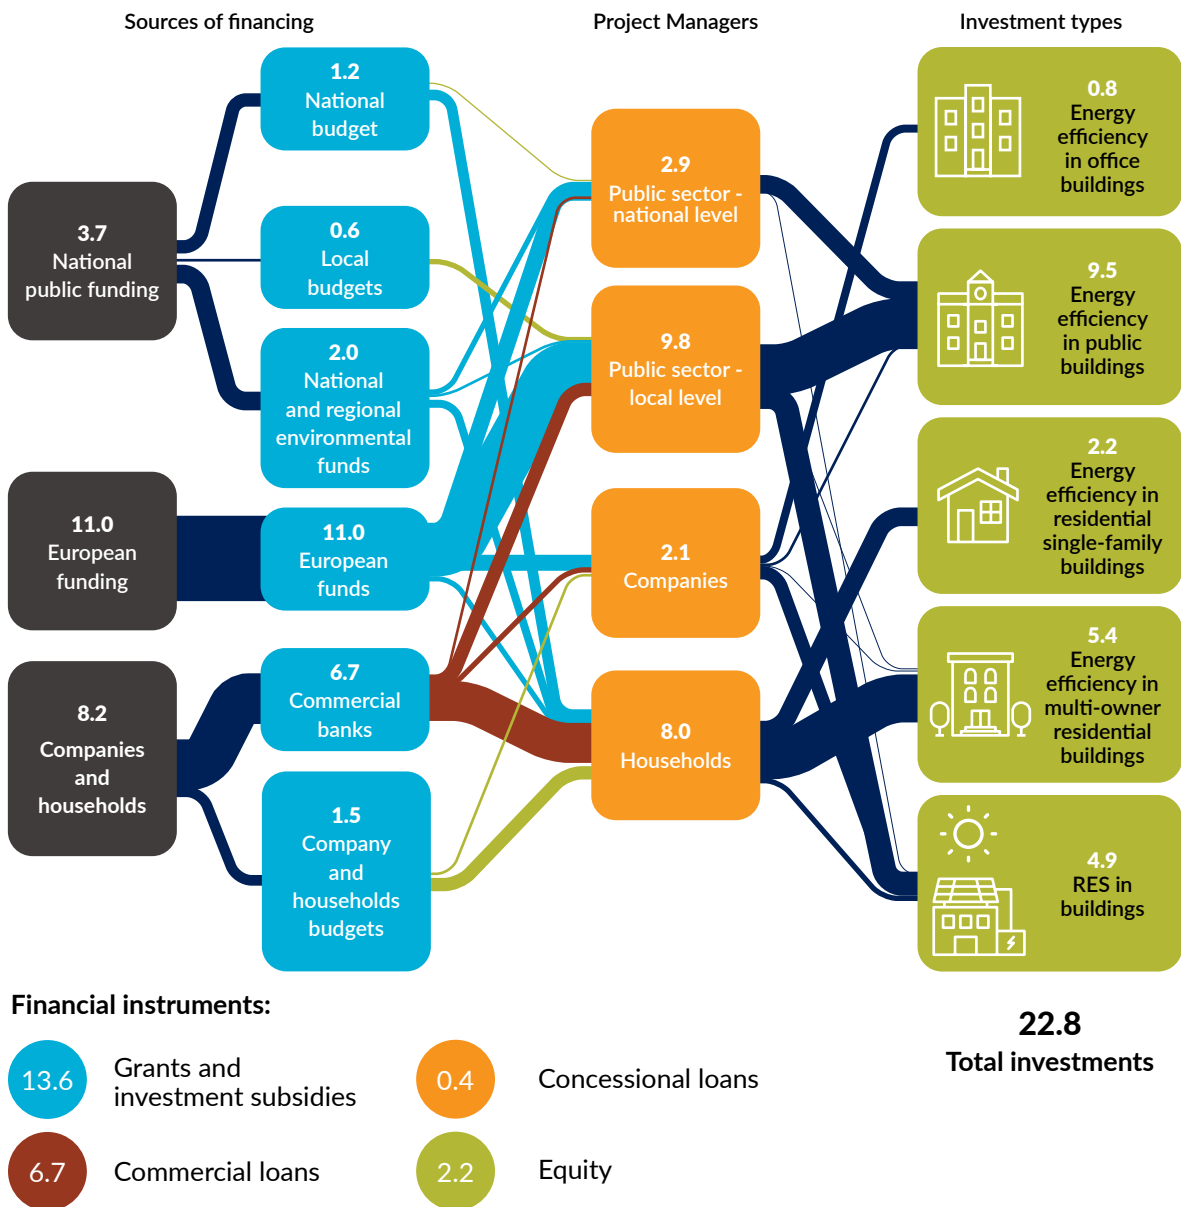 Sources of financing
Project Managers
Investment types
3.7
National
public funding
11.0
European
funding
8.2
Companies
and
households
1.2
National
budget
0.6
Local
budgets
2.0
National
and regional
environmental
funds
11.0
European
funds
6.7
Commercial
banks
1.5
Company
and
households
budgets
2.9
Public sector -
national level
9.8
Public sector -
local level
2.1
Companies
8.0
Households
0.8
Energy
efficiency
in office
buildings
9.5
Energy
efficiency
in public
buildings
2.2
Energy
efficiency in
residential
single-family
buildings
5.4
Energy
efficiency in
multi-owner
residential
buildings
4.9
RES in
buildings
22.8
Total investments
Financial instruments:
13.6
Grants and
investment subsidies
0.4
Concessional loans
6.7
Commercial loans
2.2
Equity